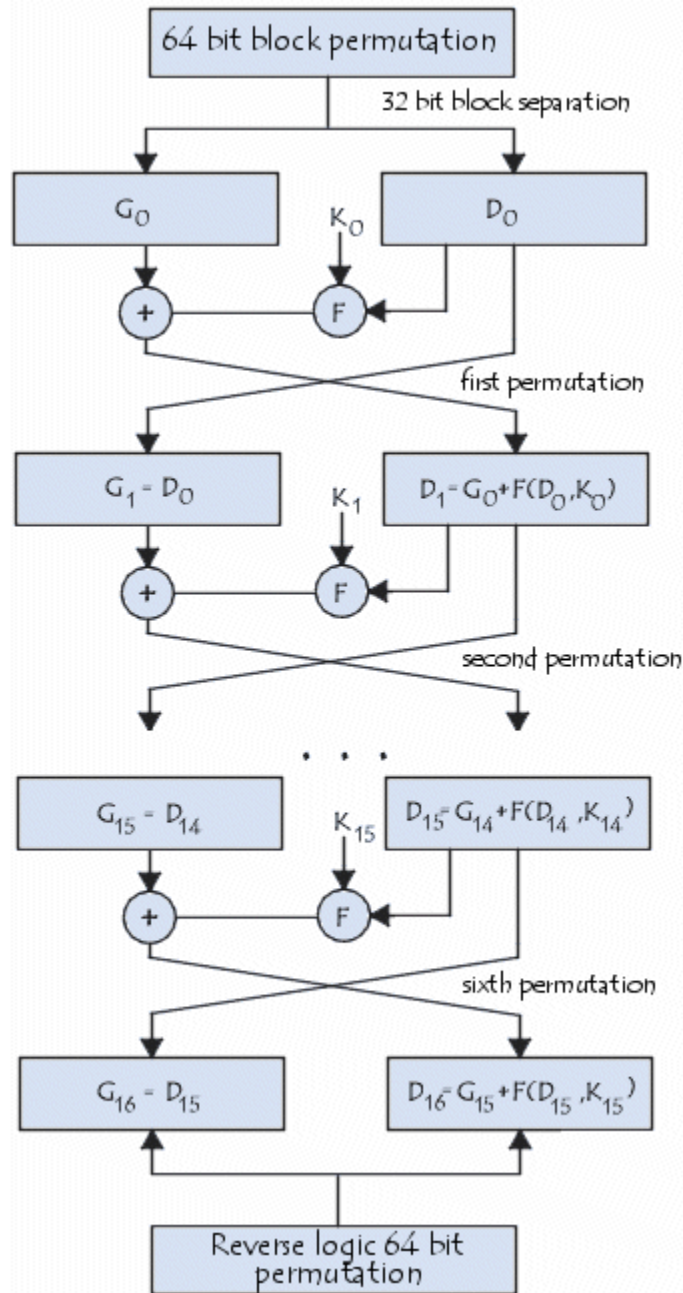 64 bit block permutation
32 bit block separation
G0
K0
D0
+
F
first permutation
G1 = D0
K1
D1 = G0+F(D0,K0)
+
F
second permutation
. . .
G15 = D14
K15
D15=G14+F(D14,K14)
+
F
sixth permutation
G16 = D15
D16=G15+F(D15,K15)
Reverse logic 64 bit
permutation